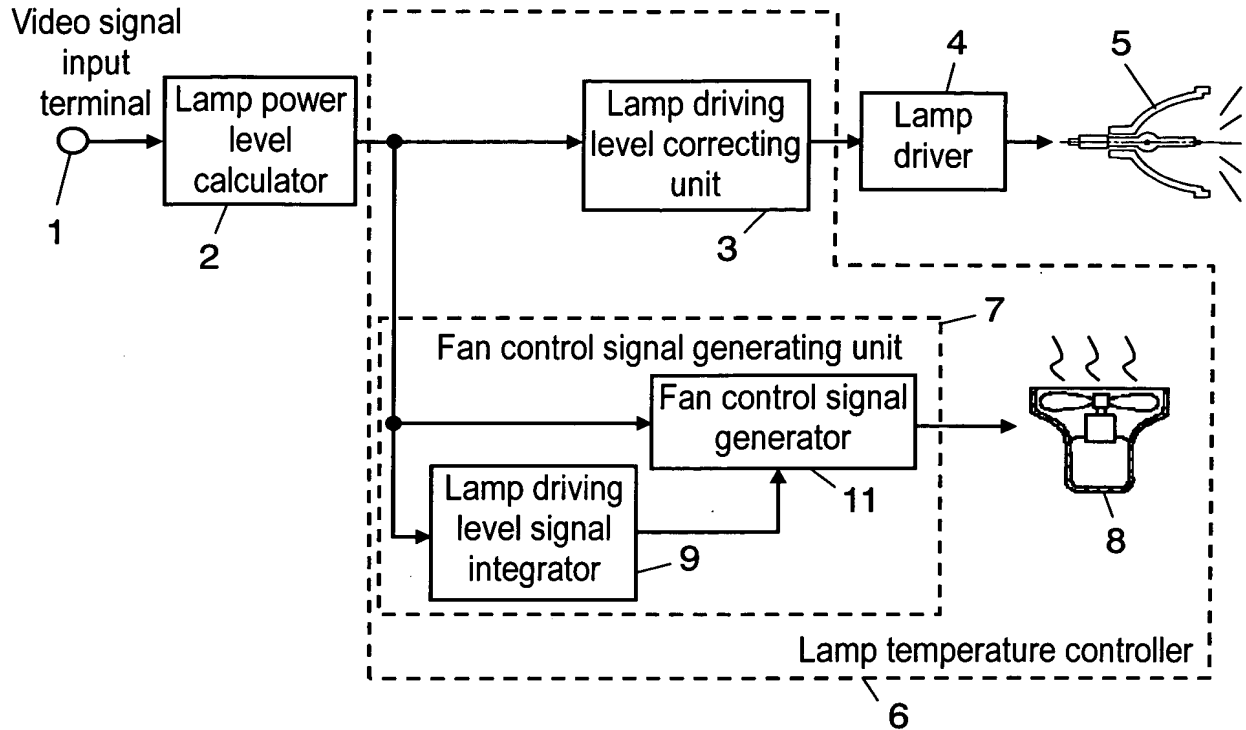 Video signal
input
terminal
1
Lamp power
level
calculator
2
Lamp driving
level correcting
unit
3
4
Lamp
driver
5
7
Fan control signal generating unit
Fan control signal
generator
11
Lamp driving
level signal
integrator
9
8
Lamp temperature controller
6